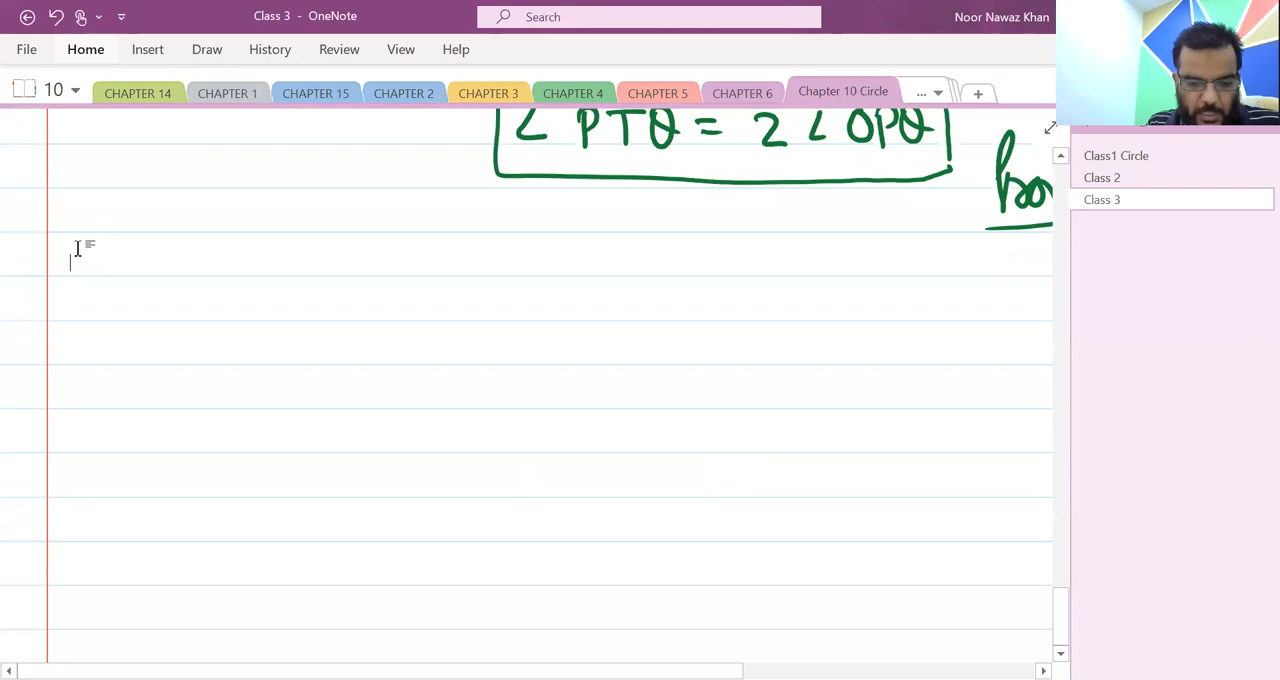 Class 3 - OneNote
Search
Noor Nawaz Khan
File Home Insert Draw History Review View Help
10 CHAPTER 14 CHAPTER 1 CHAPTER 15 CHAPTER 2 CHAPTER 3 CHAPTER 4 CHAPTER 5 CHAPTER 6 Chapter 10 Circle ... +
∠ PTQ = 2 ∠ OPQ
Class1 Circle
Class 2
Class 3